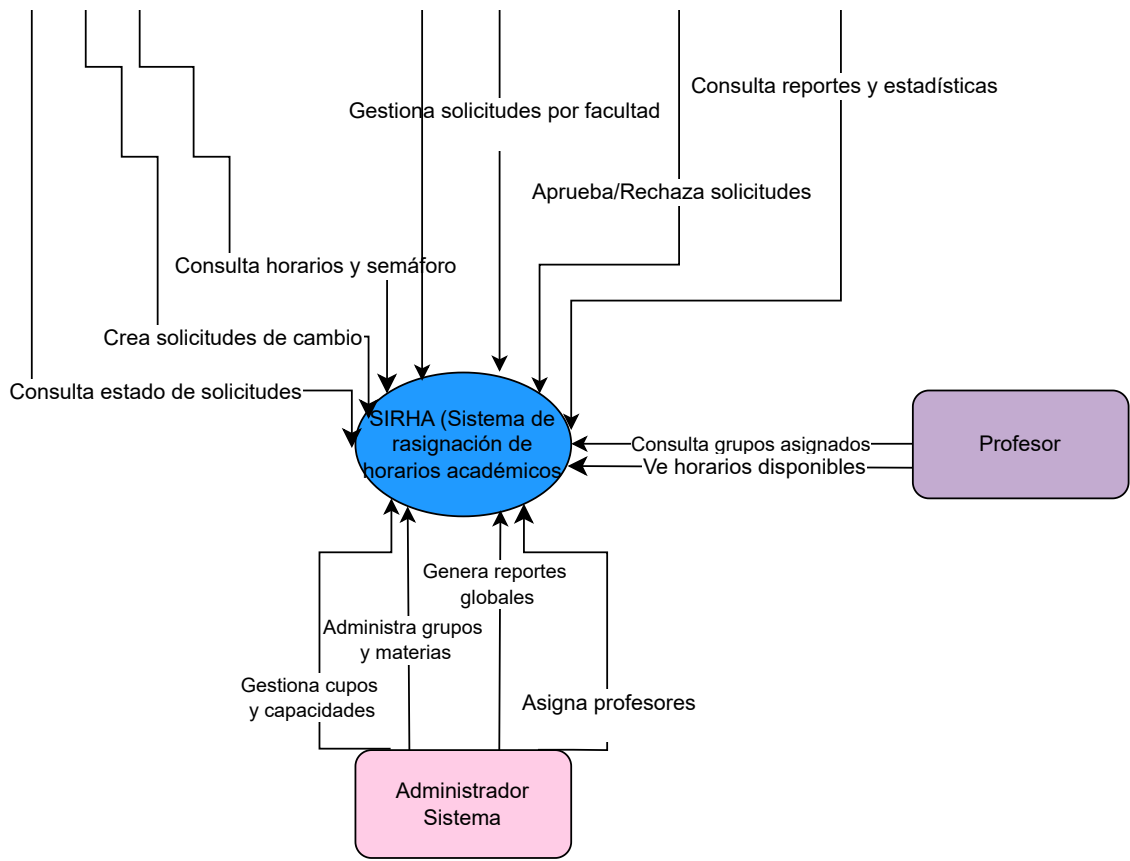 Consulta reportes y estadísticas
Gestiona solicitudes por facultad
Aprueba/Rechaza solicitudes
Consulta horarios y semáforo
Crea solicitudes de cambio
Consulta estado de solicitudes
SIRHA (Sistema de
rasignación de
horarios académicos
Consulta grupos asignados
Ve horarios disponibles
Profesor
Genera reportes
globales
Administra grupos
y materias
Gestiona cupos
y capacidades
Asigna profesores
Administrador
Sistema